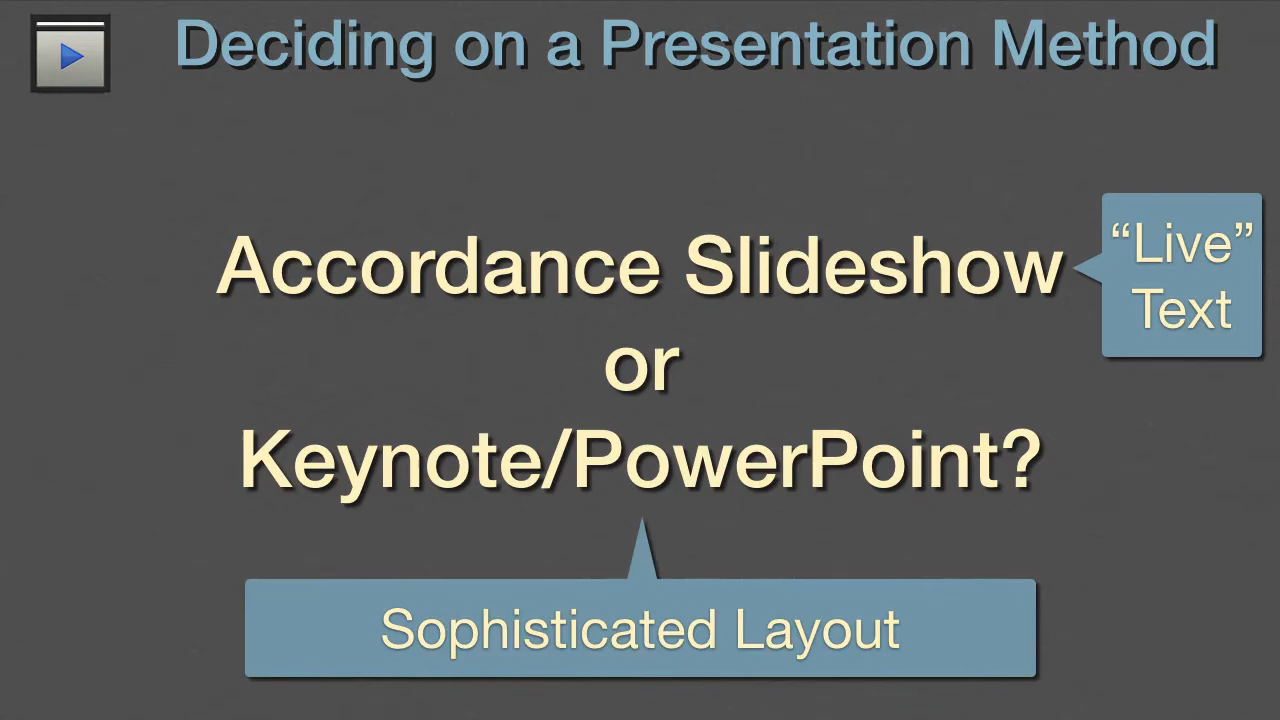 Deciding on a Presentation Method
Accordance Slideshow
“Live”
Text
or
Keynote/PowerPoint?
Sophisticated Layout